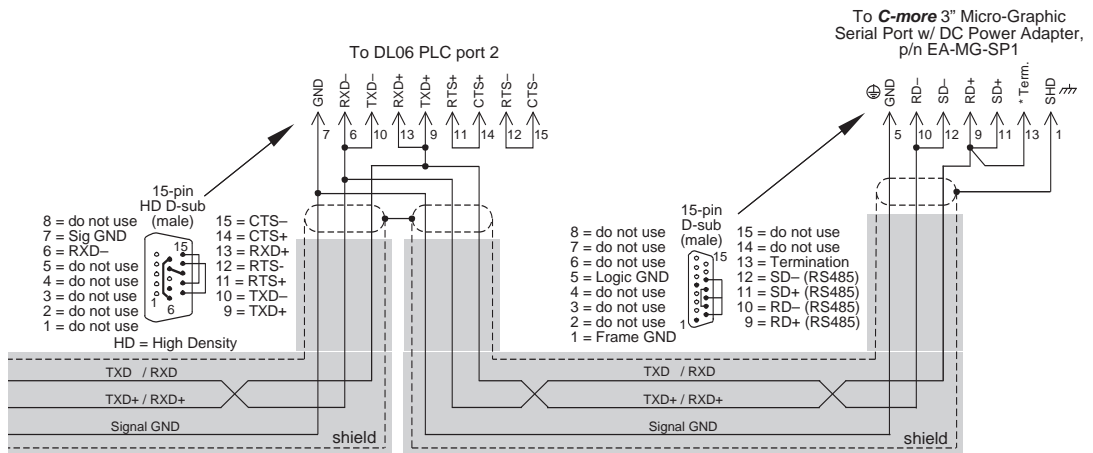 To C-more 3” Micro-Graphic
Serial Port w/ DC Power Adapter,
p/n EA-MG-SP1
To DL06 PLC port 2
GND
RXD–
TXD–
RXD+
TXD+
RTS+
CTS+
RTS–
CTS–
7
6
10
13
9
11
14
12
15
GND
RD–
SD–
RD+
SD+
*Term.
SHD
5
10
12
9
11
13
1
15-pin
HD D-sub
(male)
8 = do not use
7 = Sig GND
6 = RXD–
5 = do not use
4 = do not use
3 = do not use
2 = do not use
1 = do not use
15 = CTS–
14 = CTS+
13 = RXD+
12 = RTS-
11 = RTS+
10 = TXD–
9 = TXD+
15
1
6
HD = High Density
15-pin
D-sub
(male)
8 = do not use
7 = do not use
6 = do not use
5 = Logic GND
4 = do not use
3 = do not use
2 = do not use
1 = Frame GND
15 = do not use
14 = do not use
13 = Termination
12 = SD– (RS485)
11 = SD+ (RS485)
10 = RD– (RS485)
9 = RD+ (RS485)
15
1
TXD / RXD
TXD+ / RXD+
Signal GND
shield
TXD / RXD
TXD+ / RXD+
Signal GND
shield